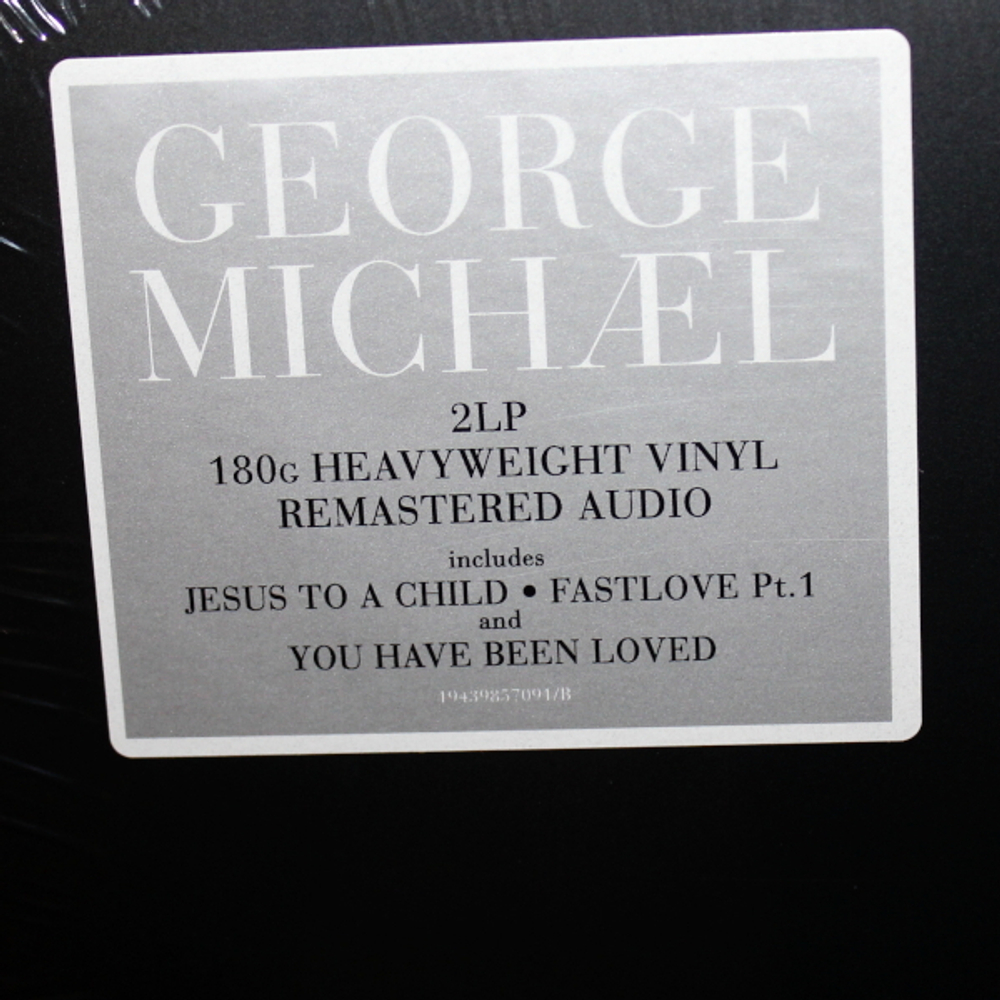 GEORGE
MICHÆL
2LP
180G HEAVYWEIGHT VINYL
REMASTERED AUDIO
includes
JESUS TO A CHILD • FASTLOVE Pt.1
and
YOU HAVE BEEN LOVED
19439857091/B